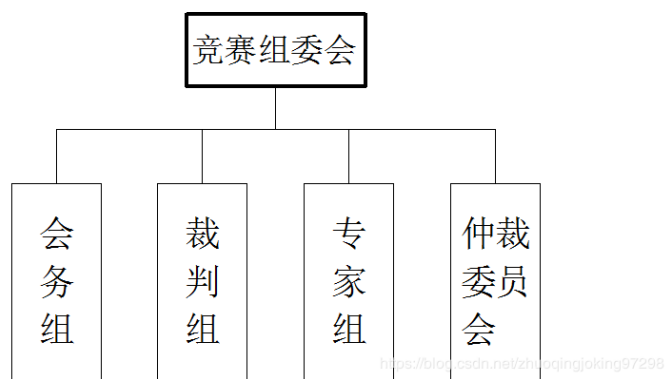 竞赛组委会
会
务
组
裁
判
组
专
家
组
仲裁
委员
会
https://blog.csdn.net/zhuoqingjoking97298